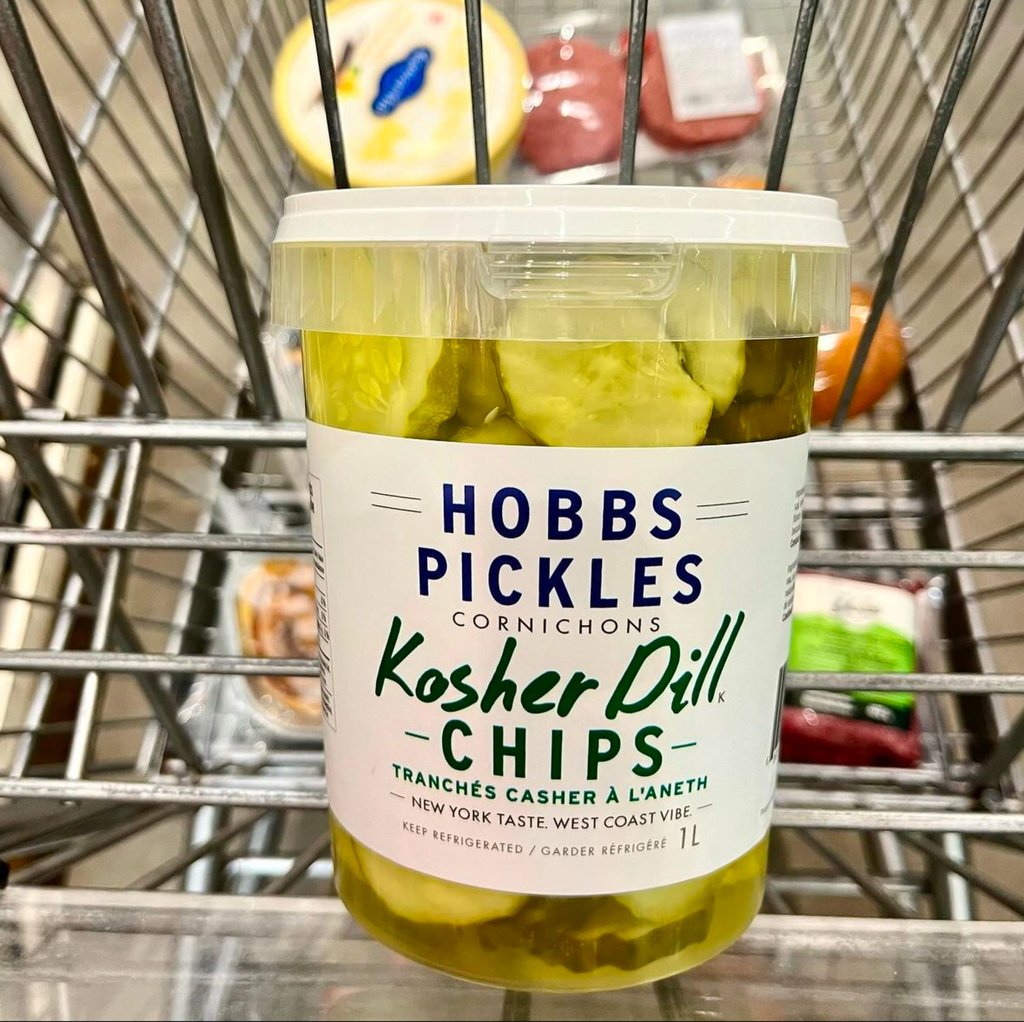 HOBBS
PICKLES
CORNICHONS
Kosher Dill
K
CHIPS
TRANCHÉS CASHER À L'ANETH
NEW YORK TASTE. WEST COAST VIBE.
KEEP REFRIGERATED / GARDER RÉFRIGÉRÉ 1L